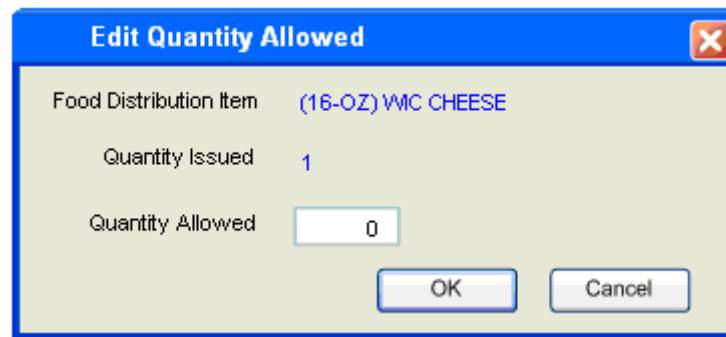 Edit Quantity Allowed
Food Distribution Item (16-OZ) WIC CHEESE
Quantity Issued 1
Quantity Allowed 0
OK Cancel